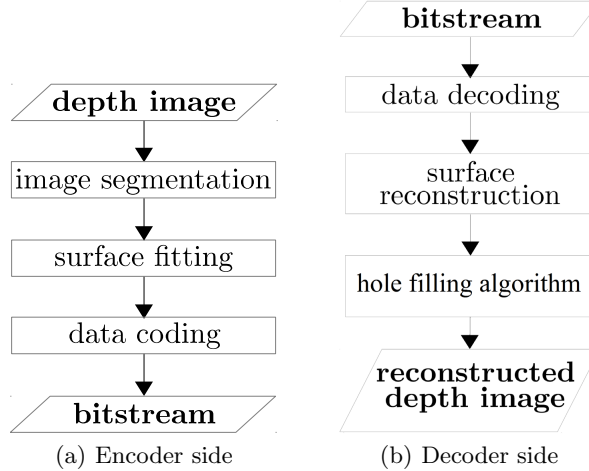 depth image
image segmentation
surface fitting
data coding
bitstream
(a) Encoder side
bitstream
data decoding
surface
reconstruction
hole filling algorithm
reconstructed
depth image
(b) Decoder side